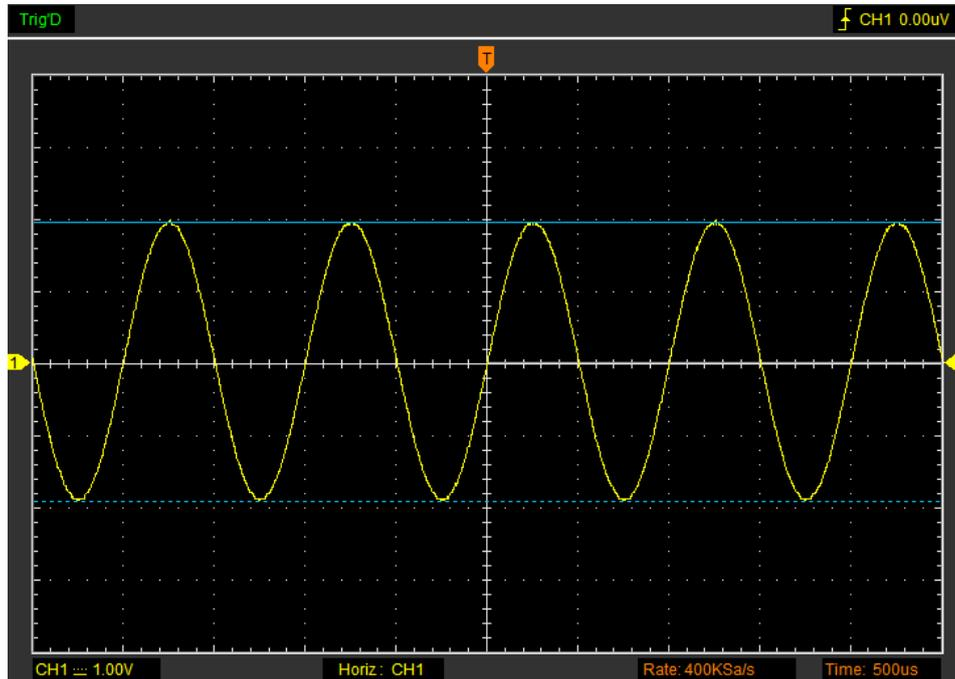 Trig'D
CH1 0.00uV
T
1
CH1 1.00V
Horiz.: CH1
Rate: 400KSa/s
Time: 500us